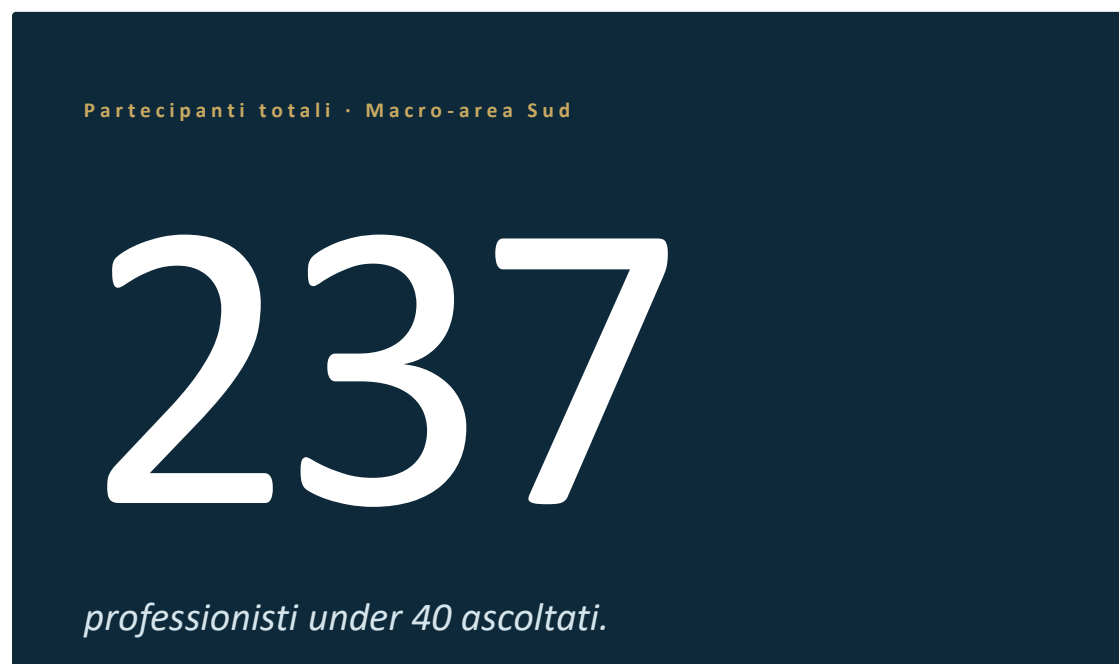 Partecipanti totali · Macro-area Sud
237
professionisti under 40 ascoltati.